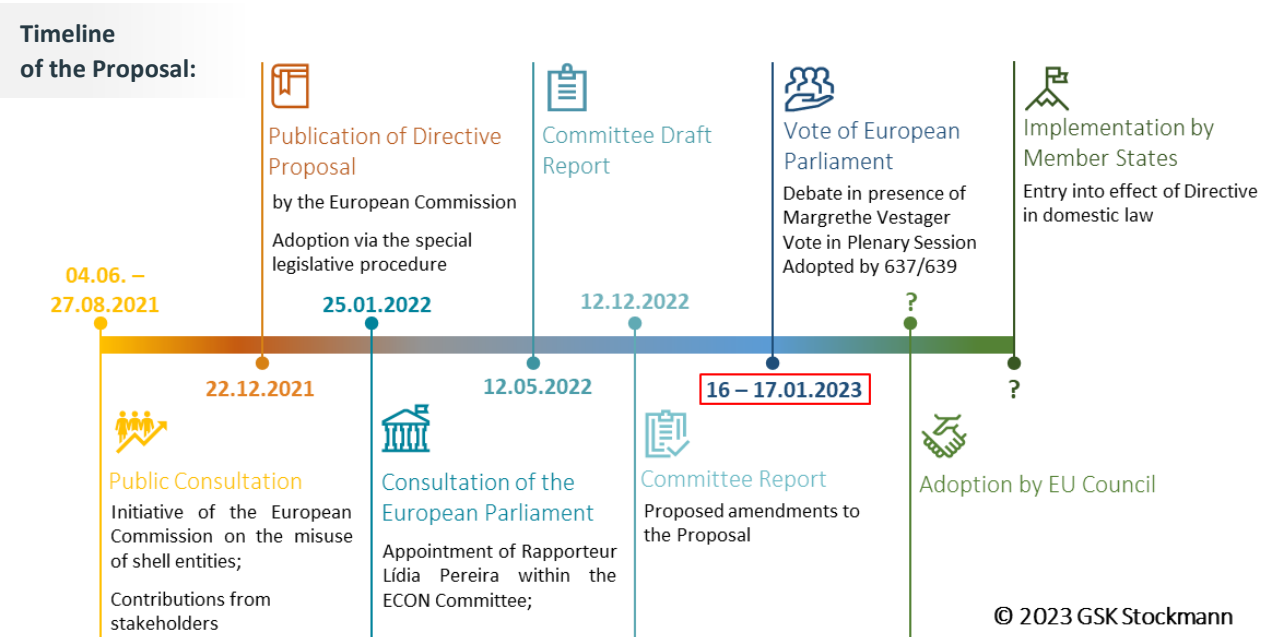 Timeline
of the Proposal:
04.06. –
27.08.2021
Public Consultation
Initiative of the European
Commission on the misuse
of shell entities;
Contributions from
stakeholders
Publication of Directive
Proposal
by the European Commission
Adoption via the special
legislative procedure
22.12.2021
25.01.2022
Consultation of the
European Parliament
Appointment of Rapporteur
Lídia Pereira within the
ECON Committee;
Committee Draft
Report
12.05.2022
12.12.2022
Committee Report
Proposed amendments to
the Proposal
Vote of European
Parliament
Debate in presence of
Margrethe Vestager
Vote in Plenary Session
Adopted by 637/639
16 – 17.01.2023
?
Adoption by EU Council
Implementation by
Member States
Entry into effect of Directive
in domestic law
?
© 2023 GSK Stockmann